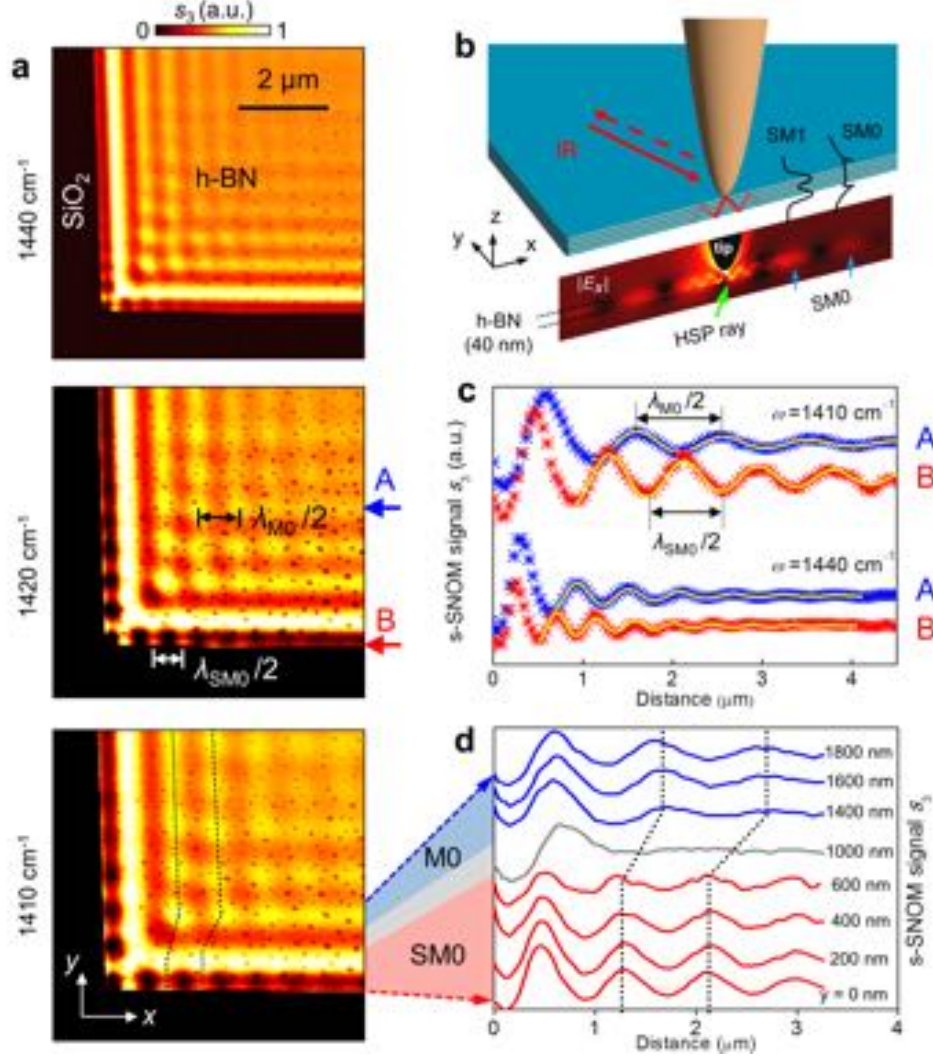 s₃ (a.u.)
0 1
a
1440 cm⁻¹
SiO₂
2 μm
h-BN
b
IR
SM1
SM0
z
y
x
tip
|Eₓ|
h-BN
(40 nm)
HSP ray
SM0
1420 cm⁻¹
A
λM0/2
B
λSM0/2
c
s-SNOM signal s₃ (a.u.)
λM0/2
ω=1410 cm⁻¹
A
B
λSM0/2
ω=1440 cm⁻¹
A
B
0 1 2 3 4
Distance (μm)
1410 cm⁻¹
y
x
M0
SM0
d
1800 nm
1600 nm
1400 nm
1000 nm
600 nm
400 nm
200 nm
y = 0 nm
s-SNOM signal s₃
0 1 2 3 4
Distance (μm)